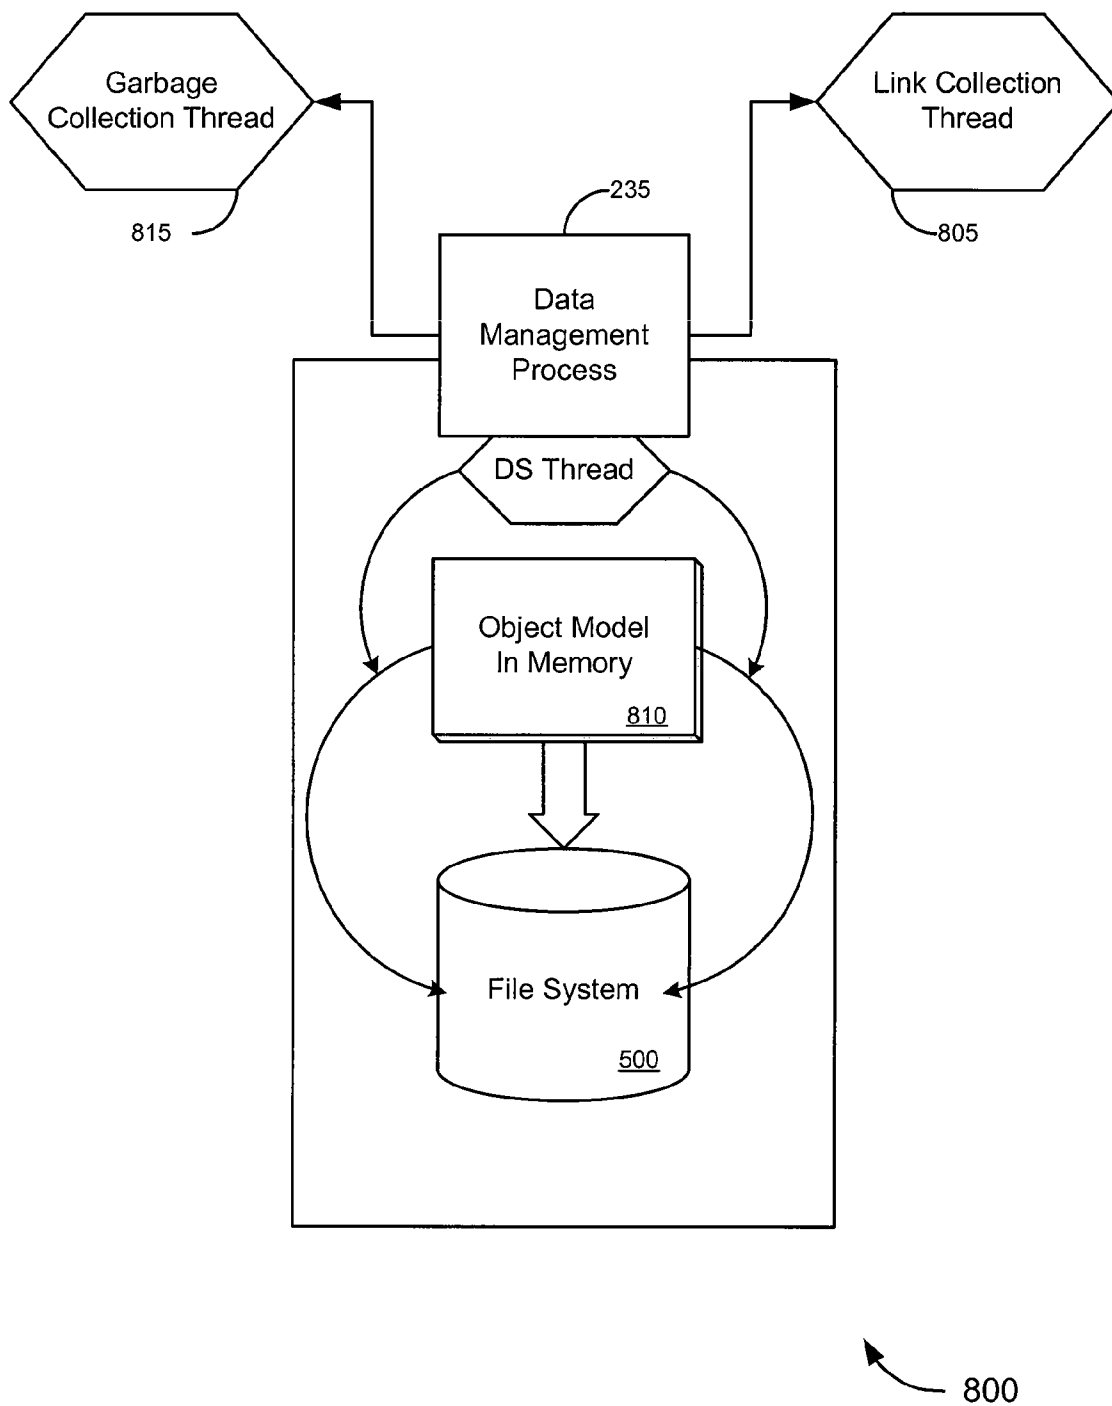 Garbage
Collection Thread
815
Link Collection
Thread
805
235
Data
Management
Process
DS Thread
Object Model
In Memory
810
File System
500
800